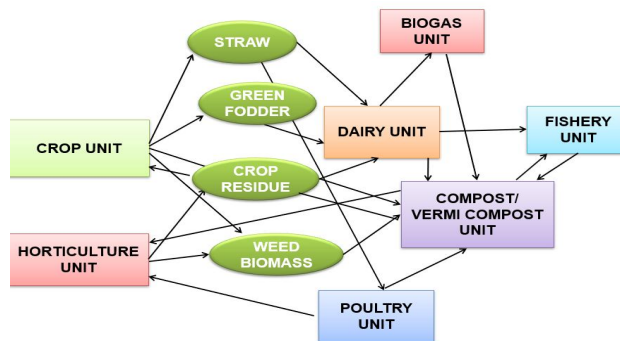 BIOGAS
UNIT
STRAW
GREEN
FODDER
DAIRY UNIT
FISHERY
UNIT
CROP UNIT
CROP
RESIDUE
COMPOST/
VERMI COMPOST
UNIT
HORTICULTURE
UNIT
WEED
BIOMASS
POULTRY
UNIT